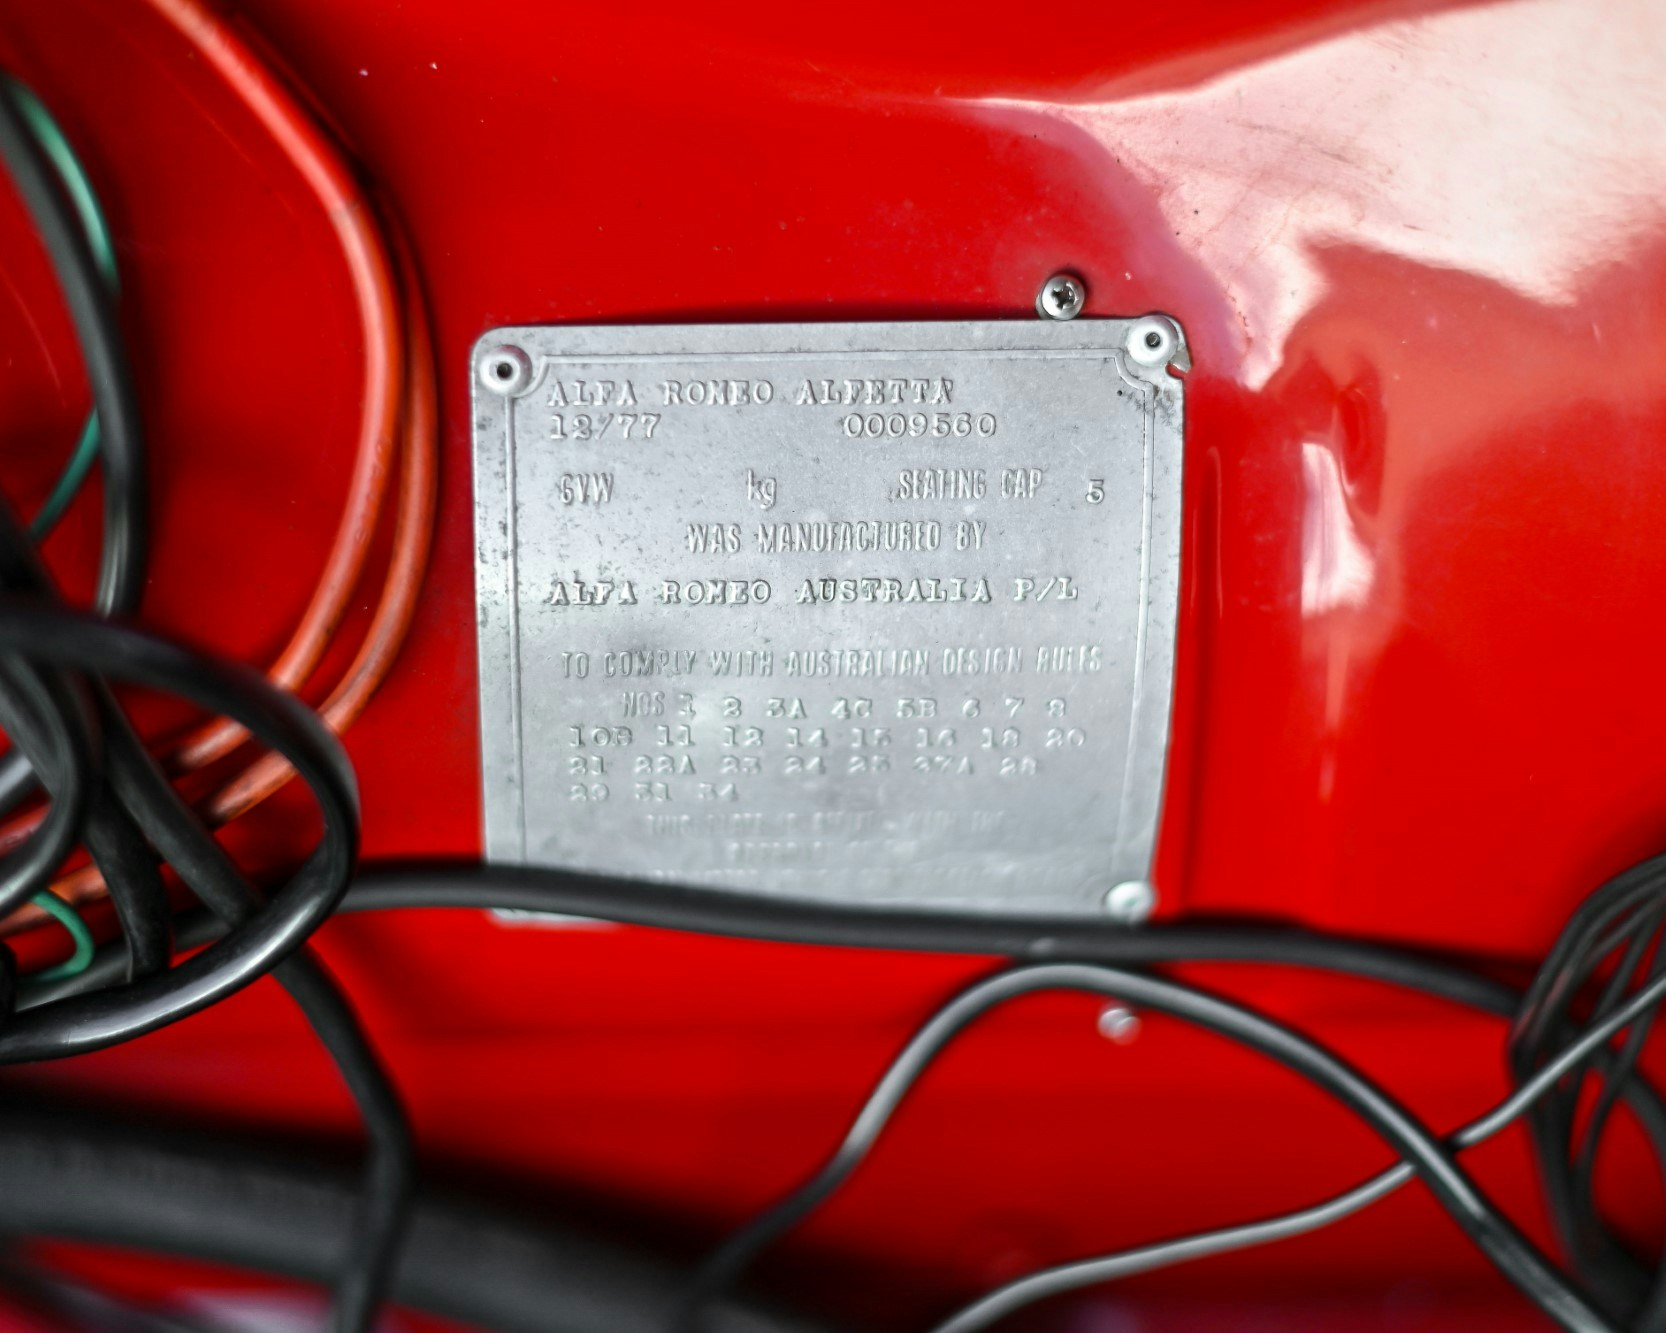 ALFA ROMEO ALFETTA
12/77 0009560
GVW kg SEATING CAP 5
WAS MANUFACTURED BY
ALFA ROMEO AUSTRALIA P/L
TO COMPLY WITH AUSTRALIAN DESIGN RULES
NOS 1 2 3A 4C 5B 6 7 8
10B 11 12 14 15 16 18 20
21 22A 23 24 25 27A 28
29 31 34